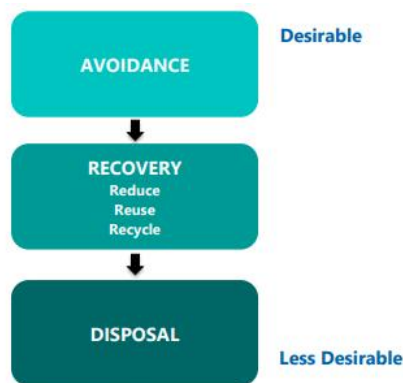 Desirable
AVOIDANCE
RECOVERY
Reduce
Reuse
Recycle
DISPOSAL
Less Desirable